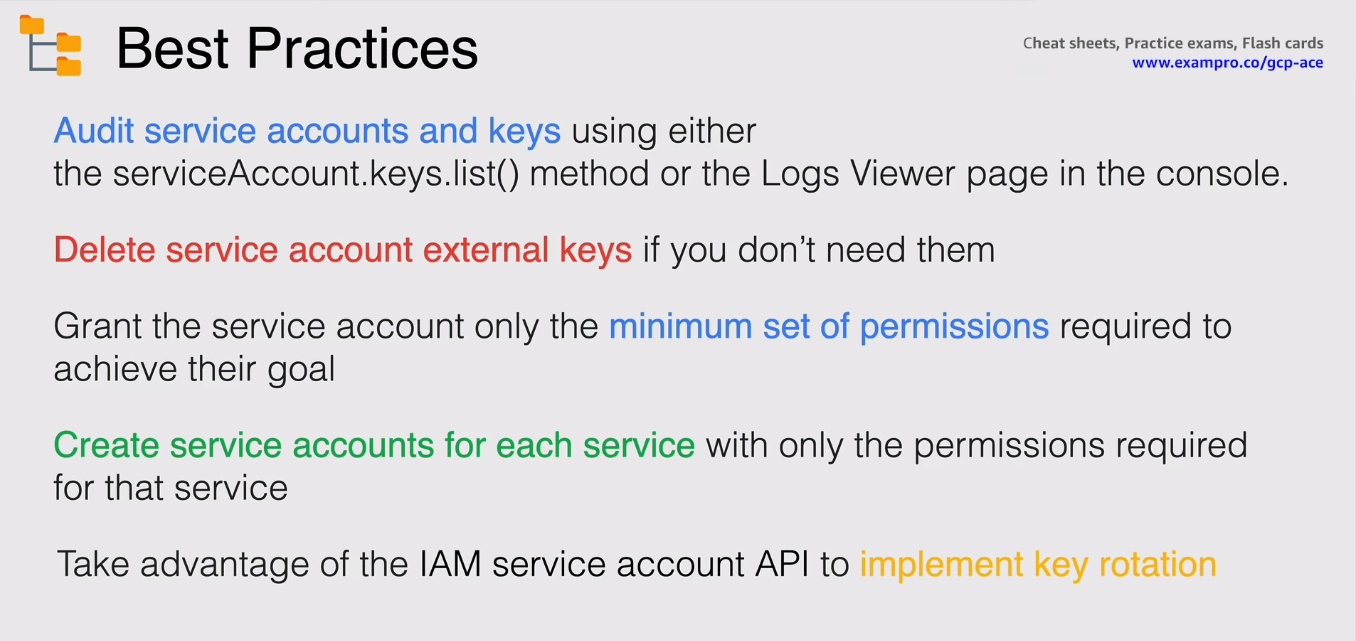 Best Practices
Cheat sheets, Practice exams, Flash cards
www.exampro.co/gcp-ace
Audit service accounts and keys using either
the serviceAccount.keys.list() method or the Logs Viewer page in the console.
Delete service account external keys if you don’t need them
Grant the service account only the minimum set of permissions required to
achieve their goal
Create service accounts for each service with only the permissions required
for that service
Take advantage of the IAM service account API to implement key rotation